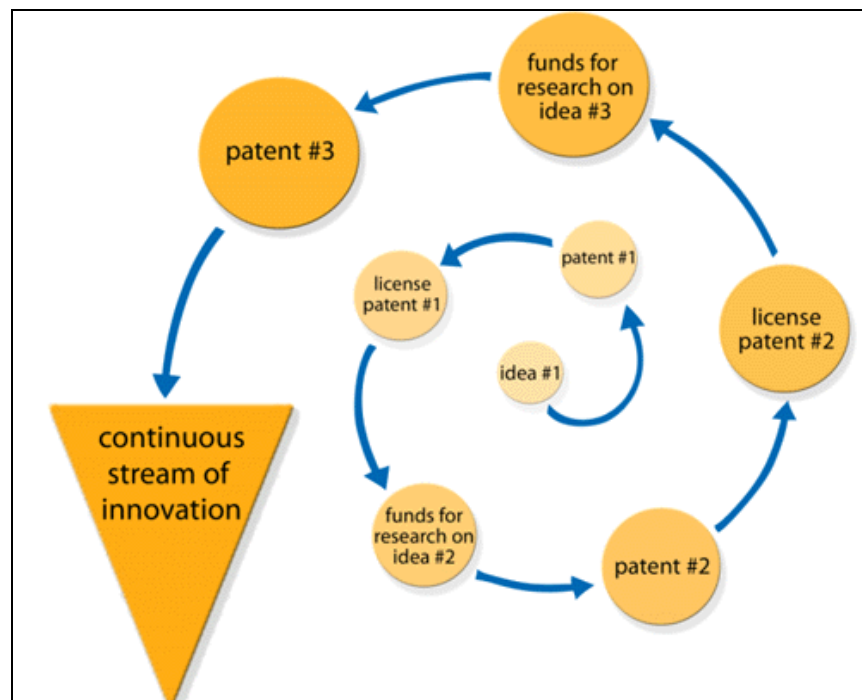 idea #1
patent #1
license
patent #1
funds for
research on
idea #2
patent #2
license
patent #2
funds for
research on
idea #3
patent #3
continuous
stream of
innovation